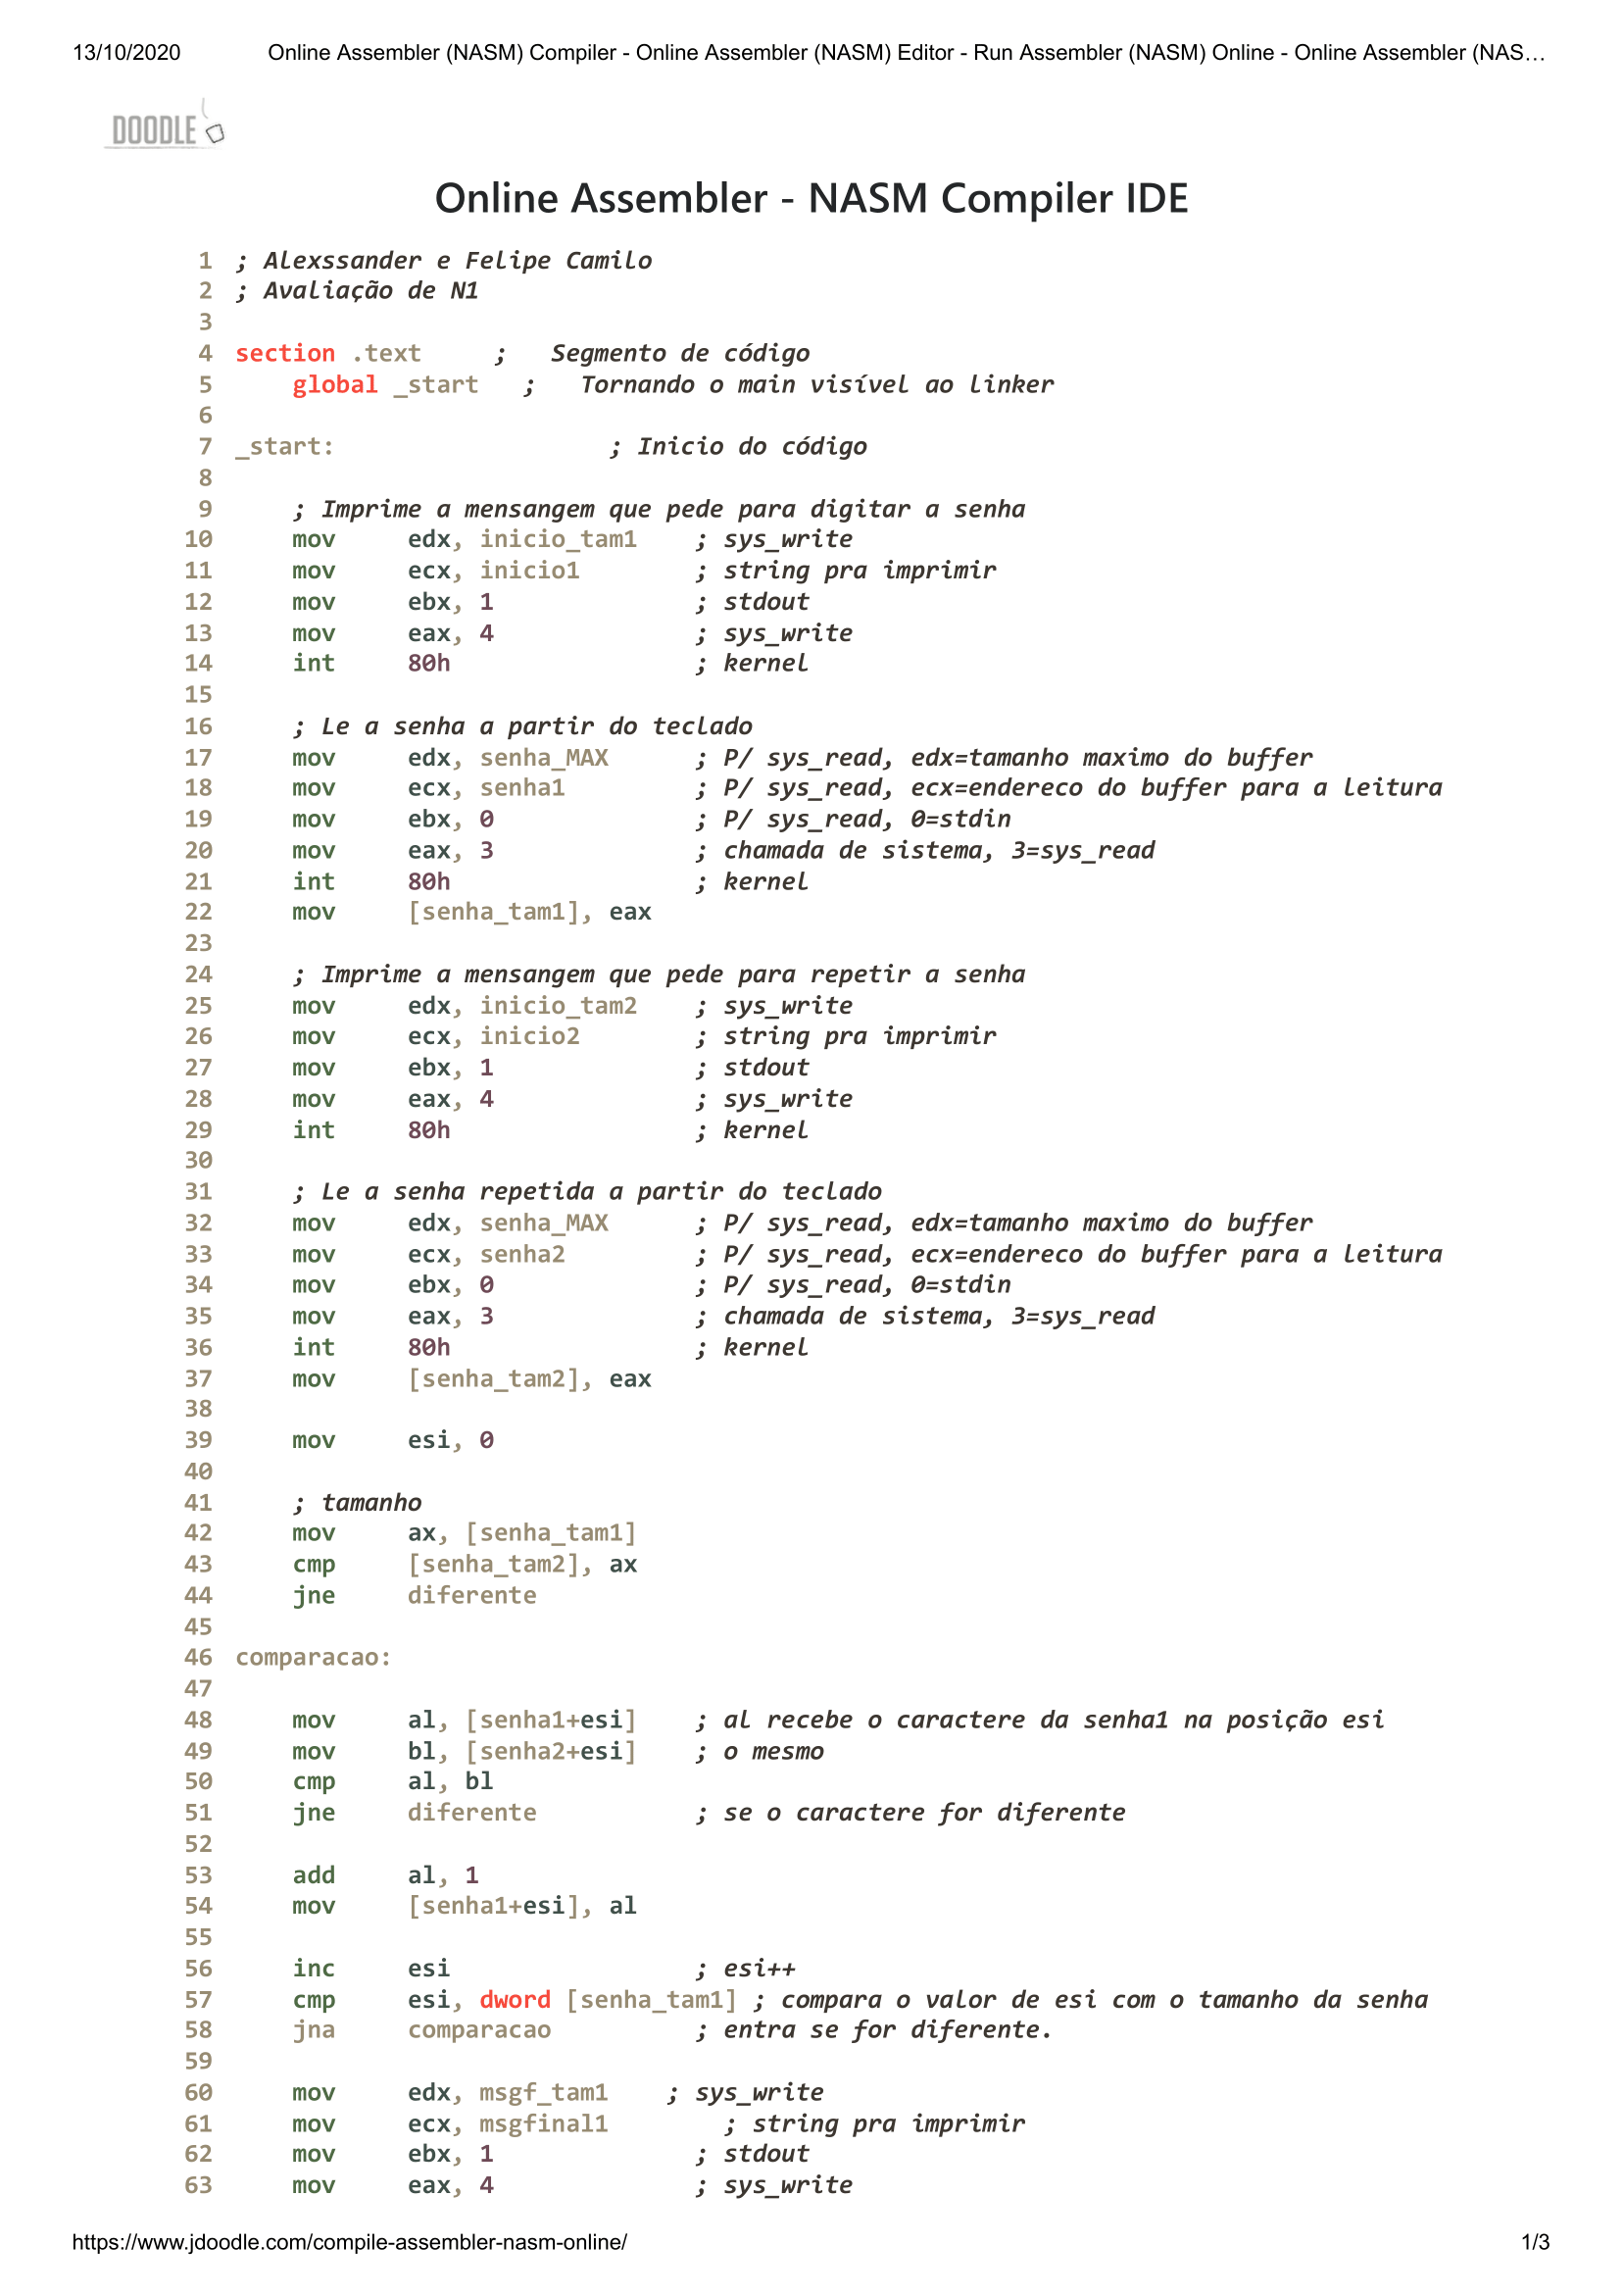 13/10/2020 Online Assembler (NASM) Compiler - Online Assembler (NASM) Editor - Run Assembler (NASM) Online - Online Assembler (NAS…
DOODLE
Online Assembler - NASM Compiler IDE
1 ; Alexssander e Felipe Camilo
2 ; Avaliação de N1
3
4 section .text ; Segmento de código
5 global _start ; Tornando o main visível ao linker
6
7 _start: ; Inicio do código
8
9 ; Imprime a mensangem que pede para digitar a senha
10 mov edx, inicio_tam1 ; sys_write
11 mov ecx, inicio1 ; string pra imprimir
12 mov ebx, 1 ; stdout
13 mov eax, 4 ; sys_write
14 int 80h ; kernel
15
16 ; Le a senha a partir do teclado
17 mov edx, senha_MAX ; P/ sys_read, edx=tamanho maximo do buffer
18 mov ecx, senha1 ; P/ sys_read, ecx=endereco do buffer para a leitura
19 mov ebx, 0 ; P/ sys_read, 0=stdin
20 mov eax, 3 ; chamada de sistema, 3=sys_read
21 int 80h ; kernel
22 mov [senha_tam1], eax
23
24 ; Imprime a mensangem que pede para repetir a senha
25 mov edx, inicio_tam2 ; sys_write
26 mov ecx, inicio2 ; string pra imprimir
27 mov ebx, 1 ; stdout
28 mov eax, 4 ; sys_write
29 int 80h ; kernel
30
31 ; Le a senha repetida a partir do teclado
32 mov edx, senha_MAX ; P/ sys_read, edx=tamanho maximo do buffer
33 mov ecx, senha2 ; P/ sys_read, ecx=endereco do buffer para a leitura
34 mov ebx, 0 ; P/ sys_read, 0=stdin
35 mov eax, 3 ; chamada de sistema, 3=sys_read
36 int 80h ; kernel
37 mov [senha_tam2], eax
38
39 mov esi, 0
40
41 ; tamanho
42 mov ax, [senha_tam1]
43 cmp [senha_tam2], ax
44 jne diferente
45
46 comparacao:
47
48 mov al, [senha1+esi] ; al recebe o caractere da senha1 na posição esi
49 mov bl, [senha2+esi] ; o mesmo
50 cmp al, bl
51 jne diferente ; se o caractere for diferente
52
53 add al, 1
54 mov [senha1+esi], al
55
56 inc esi ; esi++
57 cmp esi, dword [senha_tam1] ; compara o valor de esi com o tamanho da senha
58 jna comparacao ; entra se for diferente.
59
60 mov edx, msgf_tam1 ; sys_write
61 mov ecx, msgfinal1 ; string pra imprimir
62 mov ebx, 1 ; stdout
63 mov eax, 4 ; sys_write
https://www.jdoodle.com/compile-assembler-nasm-online/ 1/3